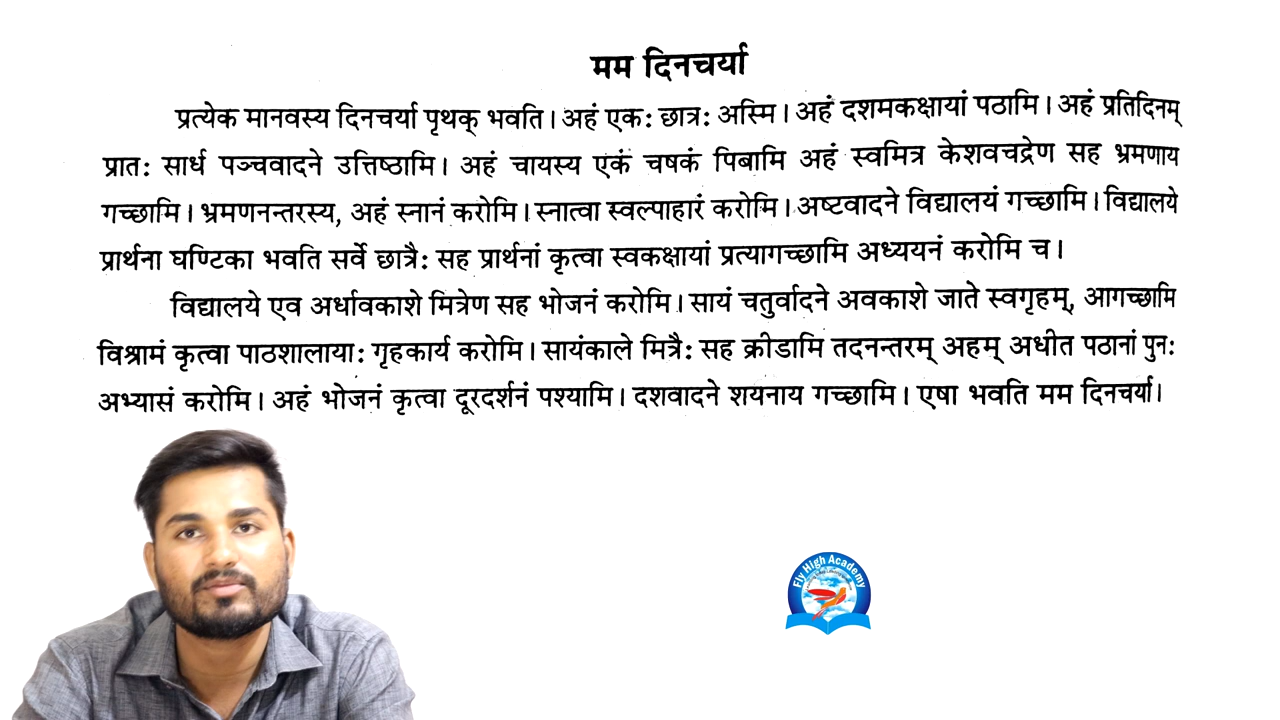 मम दिनचर्या
प्रत्येक मानवस्य दिनचर्या पृथक् भवति। अहं एक: छात्र: अस्मि। अहं दशमकक्षायां पठामि। अहं प्रतिदिनम्
प्रात: सार्ध पञ्चवादने उत्तिष्ठामि। अहं चायस्य एकं चषकं पिबामि अहं स्वमित्र केशवचद्रेण सह भ्रमणाय
गच्छामि। भ्रमणनन्तरस्य, अहं स्नानं करोमि। स्नात्वा स्वल्पाहारं करोमि। अष्टवादने विद्यालयं गच्छामि। विद्यालये
प्रार्थना घण्टिका भवति सर्वे छात्रै: सह प्रार्थनां कृत्वा स्वकक्षायां प्रत्यागच्छामि अध्ययनं करोमि च।
विद्यालये एव अर्धावकाशे मित्रेण सह भोजनं करोमि। सायं चतुर्वादने अवकाशे जाते स्वगृहम्, आगच्छामि
विश्रामं कृत्वा पाठशालाया: गृहकार्य करोमि। सायंकाले मित्रै: सह क्रीडामि तदनन्तरम् अहम् अधीत पठानां पुन:
अभ्यासं करोमि। अहं भोजनं कृत्वा दूरदर्शनं पश्यामि। दशवादने शयनाय गच्छामि। एषा भवति मम दिनचर्या।
Fly High Academy